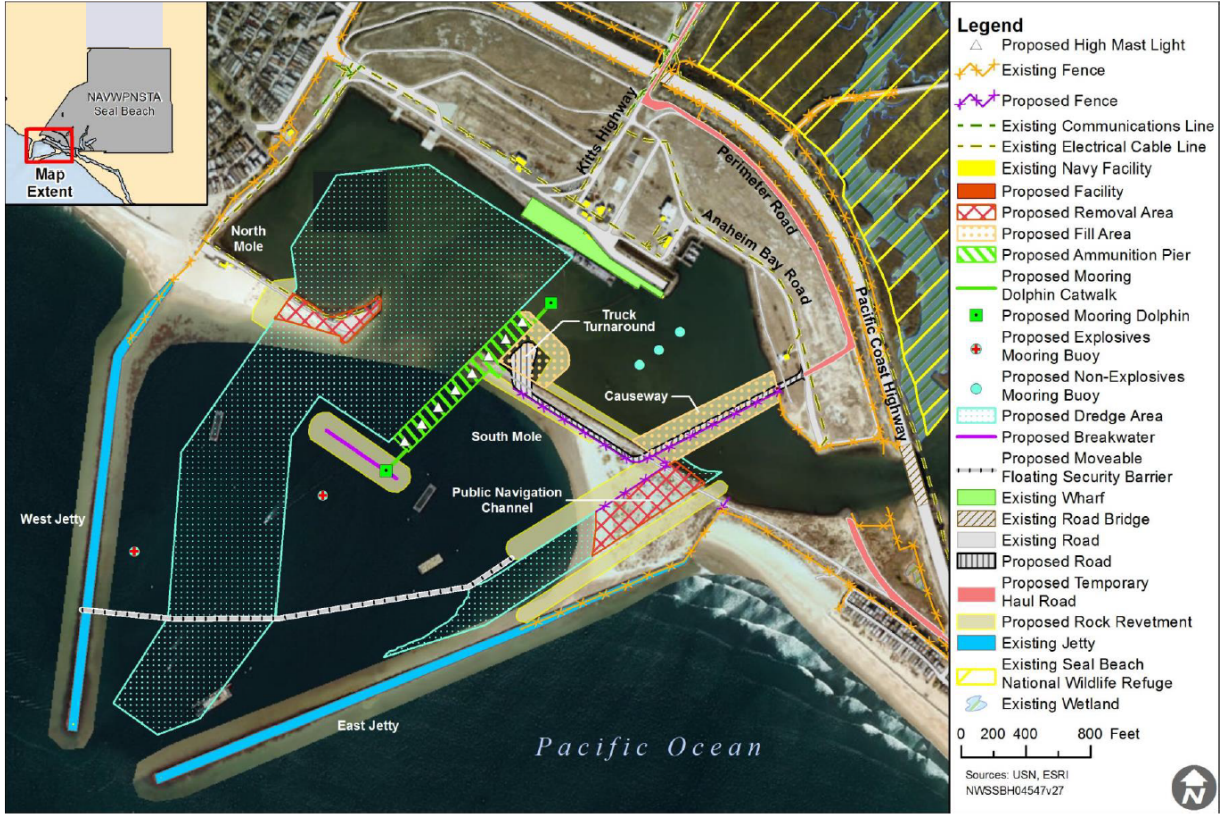 NAVWPNSTA
Seal Beach
Map
Extent
North
Mole
Kitts Highway
Perimeter Road
Anaheim Bay Road
Pacific Coast Highway
Truck
Turnaround
Causeway
South Mole
Public Navigation
Channel
West Jetty
East Jetty
Pacific Ocean
Legend
Proposed High Mast Light
Existing Fence
Proposed Fence
Existing Communications Line
Existing Electrical Cable Line
Existing Navy Facility
Proposed Facility
Proposed Removal Area
Proposed Fill Area
Proposed Ammunition Pier
Proposed Mooring
Dolphin Catwalk
Proposed Mooring Dolphin
Proposed Explosives
Mooring Buoy
Proposed Non-Explosives
Mooring Buoy
Proposed Dredge Area
Proposed Breakwater
Proposed Moveable
Floating Security Barrier
Existing Wharf
Existing Road Bridge
Existing Road
Proposed Road
Proposed Temporary
Haul Road
Proposed Rock Revetment
Existing Jetty
Existing Seal Beach
National Wildlife Refuge
Existing Wetland
0 200 400 800 Feet
Sources: USN, ESRI
NWSSBH04547v27
N